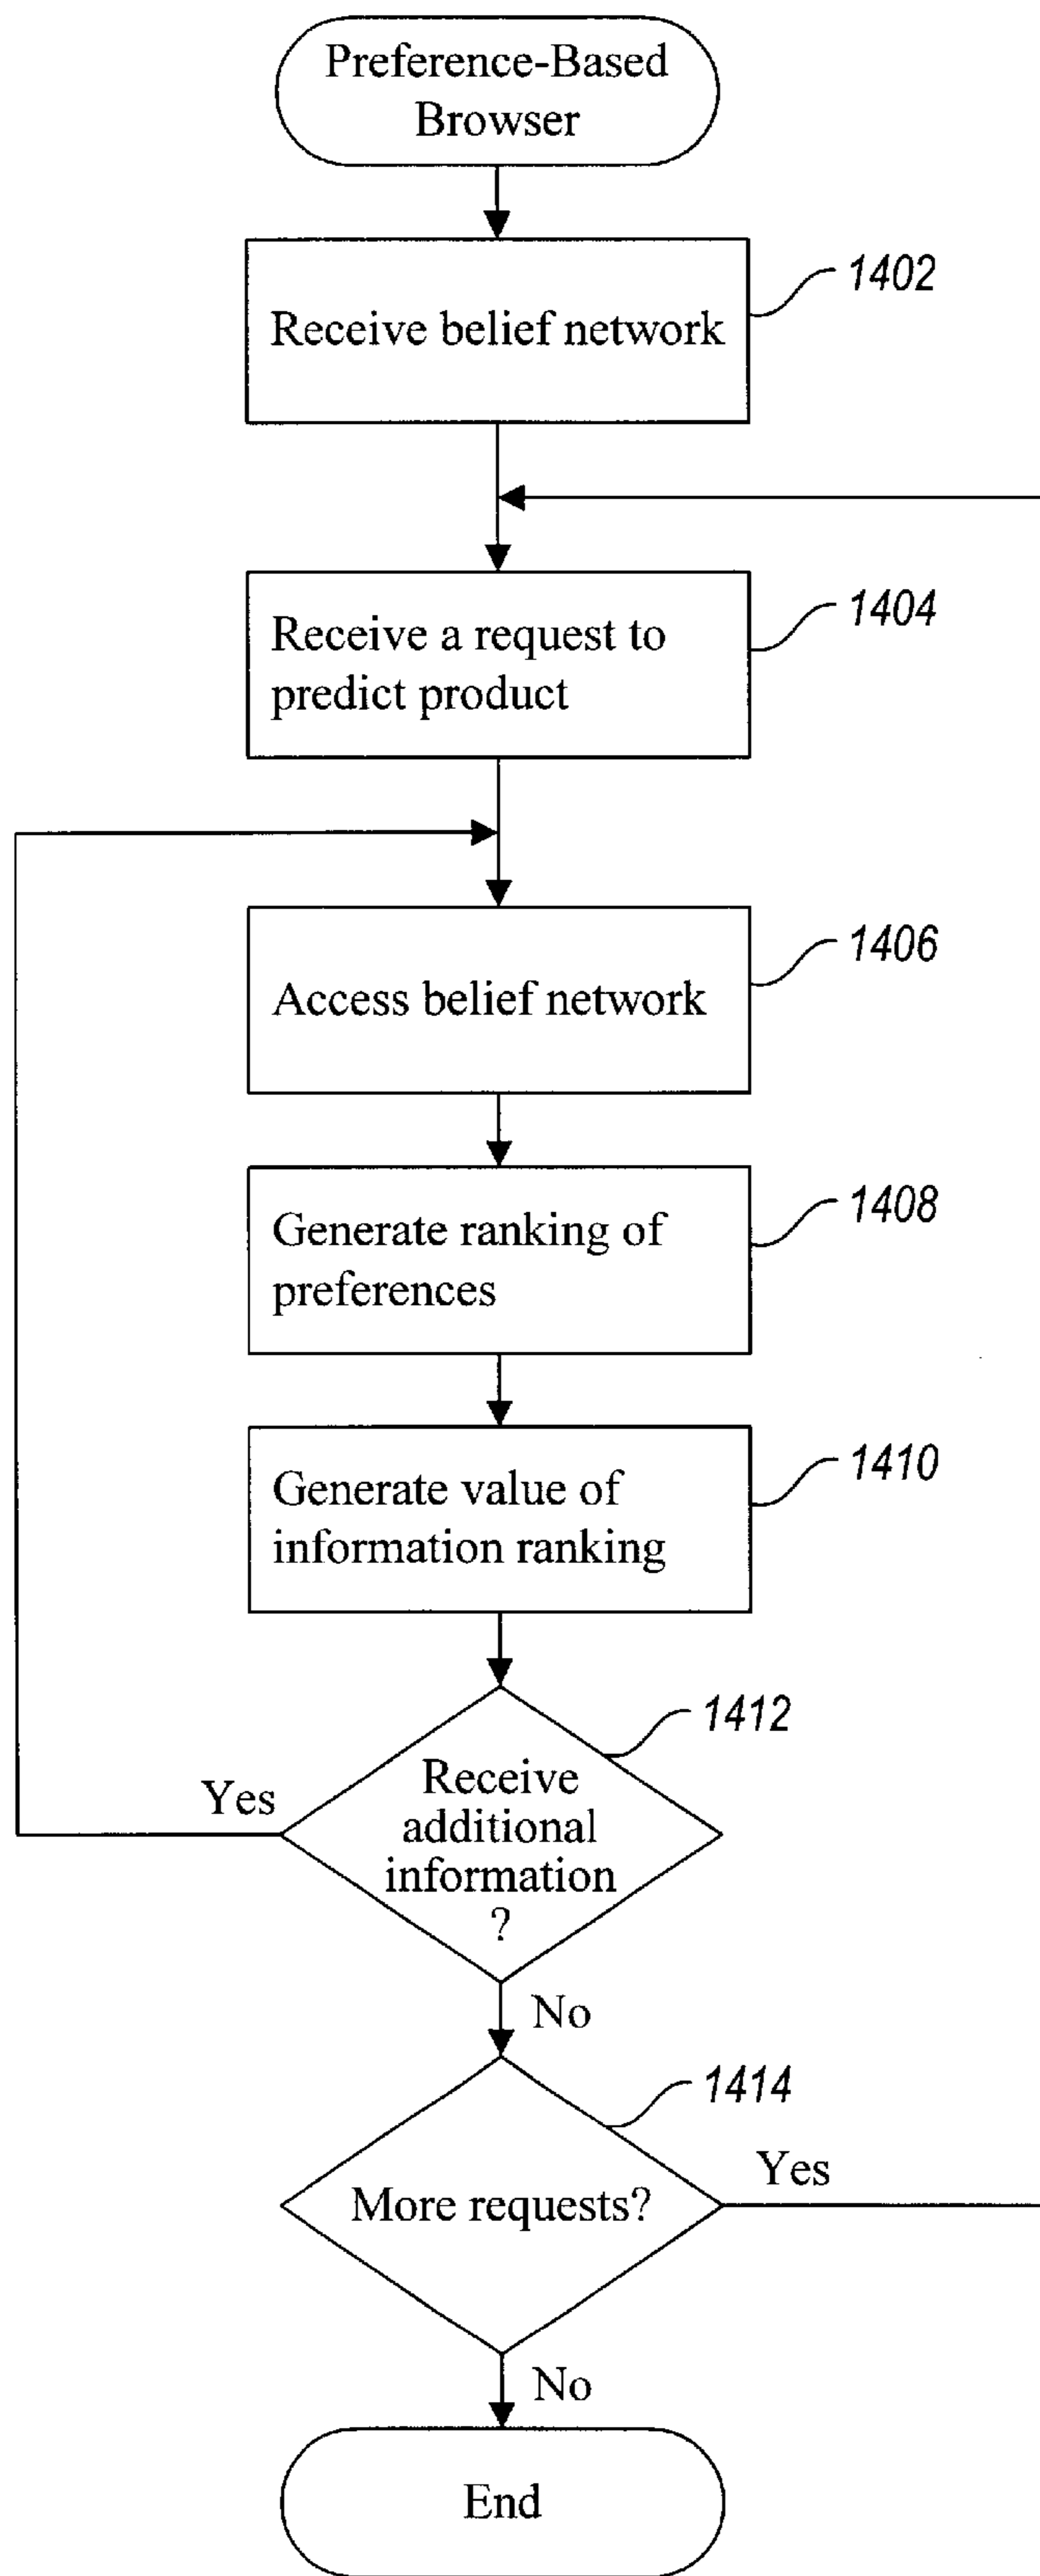 Preference-Based
Browser
1402
Receive belief network
1404
Receive a request to
predict product
1406
Access belief network
1408
Generate ranking of
preferences
1410
Generate value of
information ranking
1412
Receive
additional
information
?
Yes
No
1414
More requests?
Yes
No
End